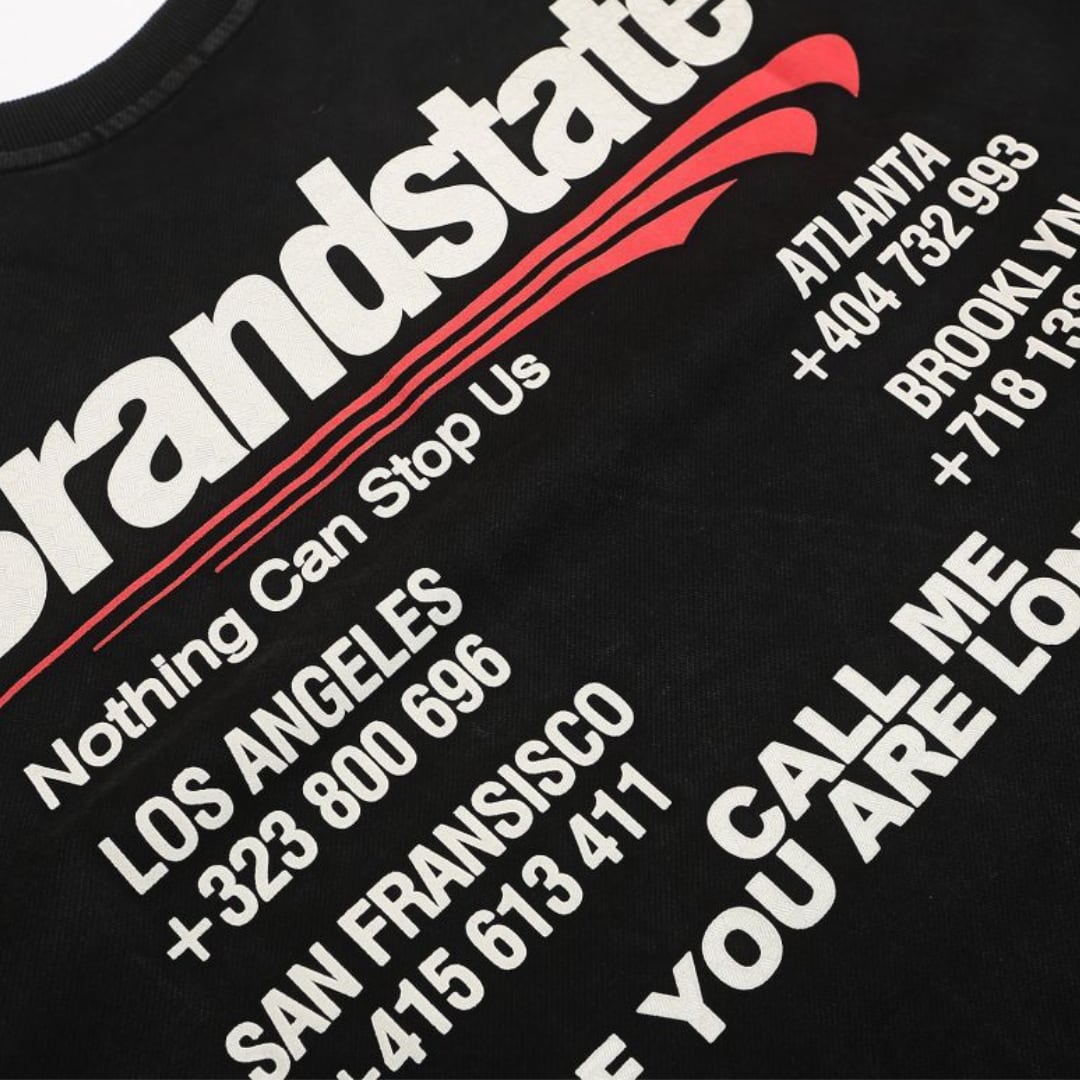 Brandstate
Nothing Can Stop Us
LOS ANGELES
+323 800 696
SAN FRANSISCO
+415 613 411
ATLANTA
+404 732 993
BROOKLYN
+718
CALL ME
YOU ARE